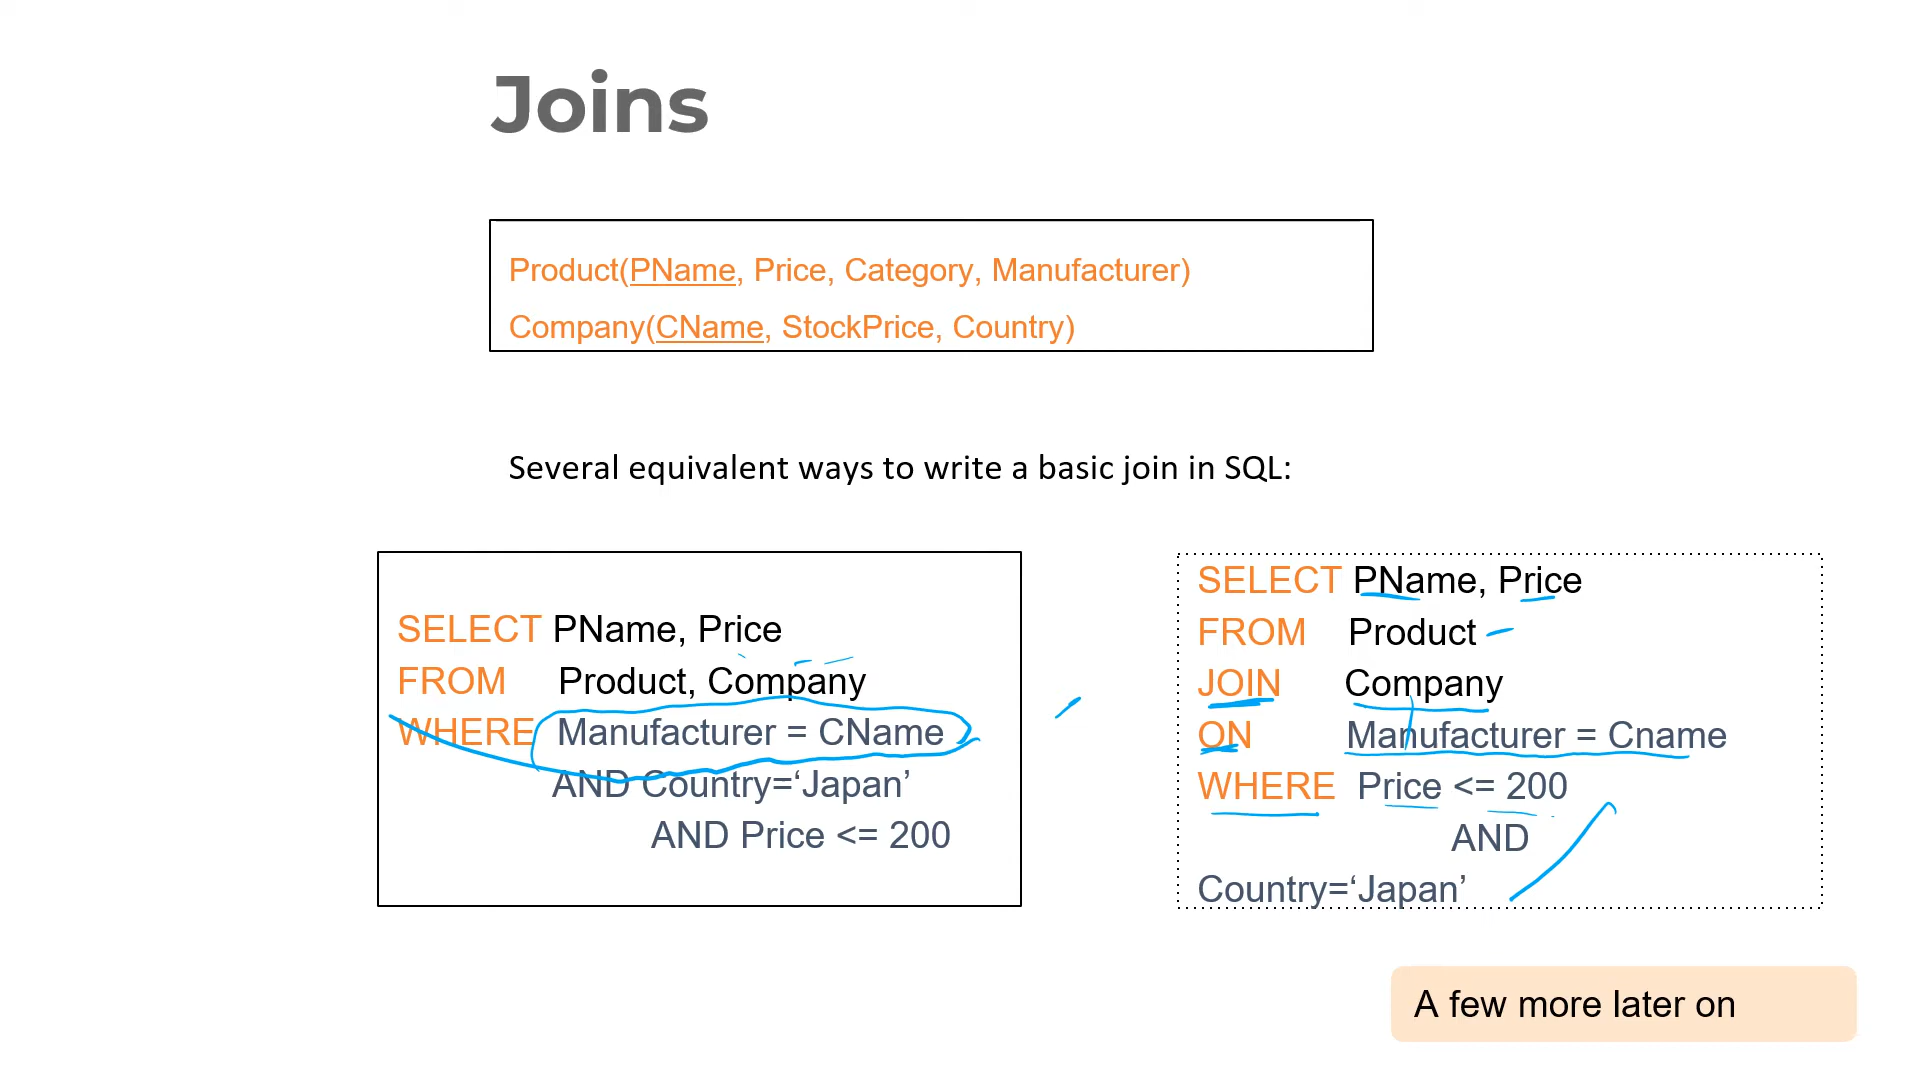 Joins
Product(PName, Price, Category, Manufacturer)
Company(CName, StockPrice, Country)
Several equivalent ways to write a basic join in SQL:
SELECT PName, Price
FROM Product, Company
WHERE Manufacturer = CName
AND Country=‘Japan’
AND Price <= 200
SELECT PName, Price
FROM Product
JOIN Company
ON Manufacturer = Cname
WHERE Price <= 200
AND
Country=‘Japan’
A few more later on